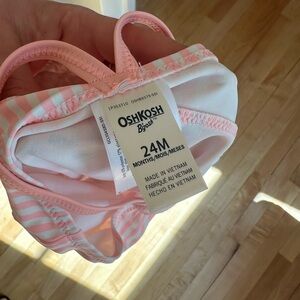 OSHKOSH
B'gosh
24M
MONTHS/MOIS/MESES
MADE IN VIETNAM
FABRIQUÉ AU VIETNAM
HECHO EN VIETNAM